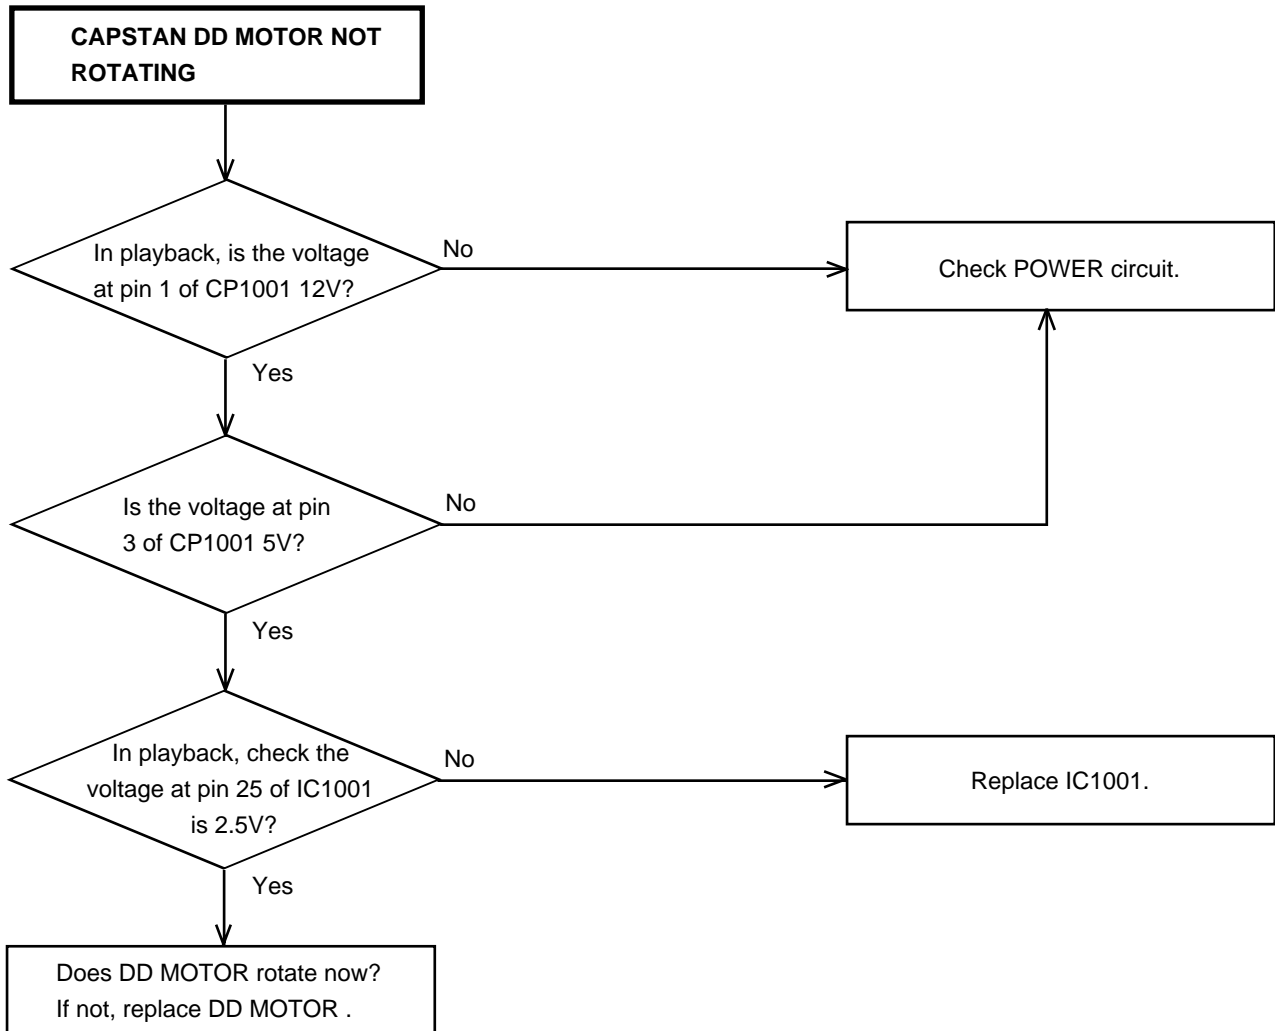 CAPSTAN DD MOTOR NOT
ROTATING
In playback, is the voltage
at pin 1 of CP1001 12V?
No
Check POWER circuit.
Yes
Is the voltage at pin
3 of CP1001 5V?
No
Yes
In playback, check the
voltage at pin 25 of IC1001
is 2.5V?
No
Replace IC1001.
Yes
Does DD MOTOR rotate now?
If not, replace DD MOTOR .